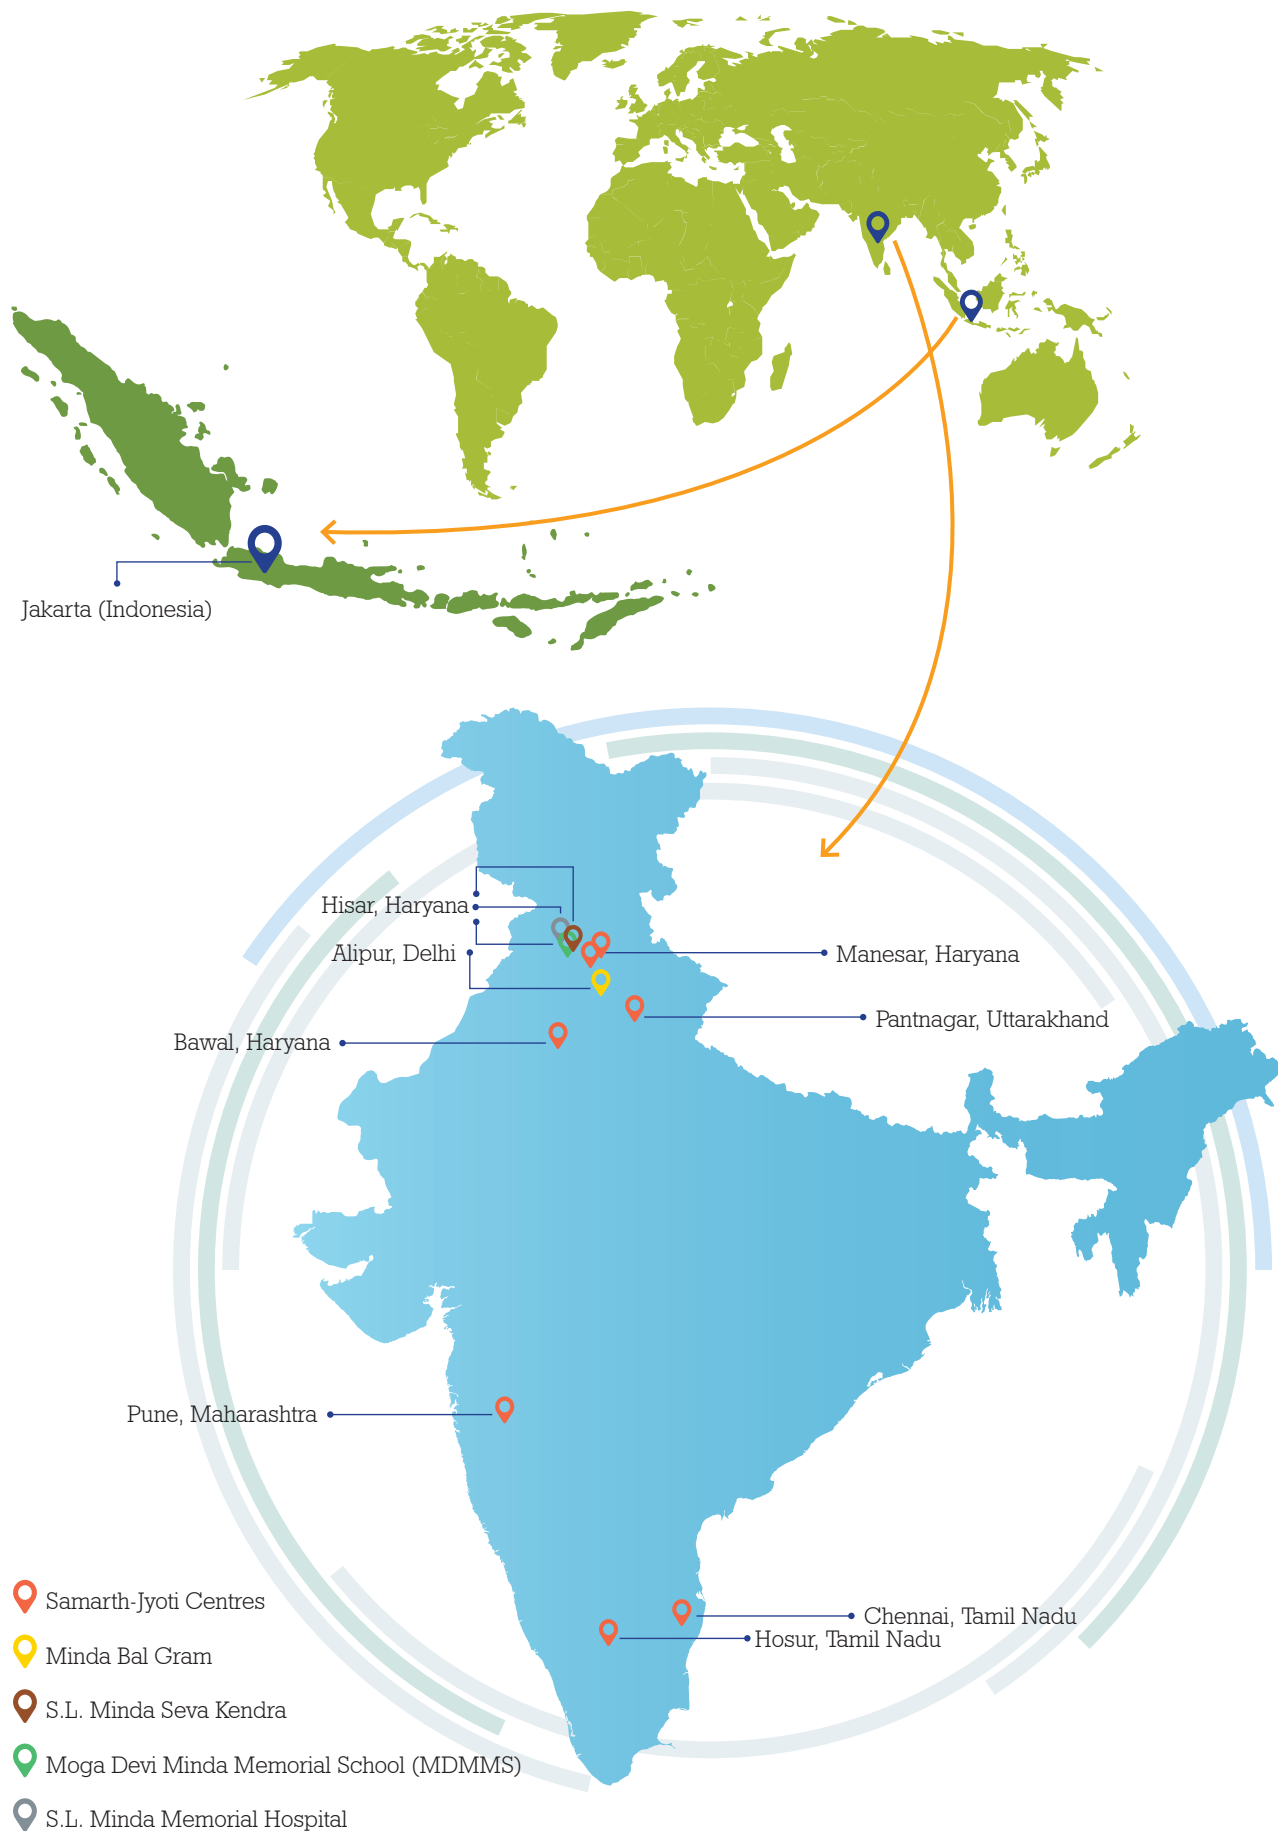 Jakarta (Indonesia)
Hisar, Haryana
Alipur, Delhi
Manesar, Haryana
Pantnagar, Uttarakhand
Bawal, Haryana
Pune, Maharashtra
Chennai, Tamil Nadu
Hosur, Tamil Nadu
Samarth-Jyoti Centres
Minda Bal Gram
S.L. Minda Seva Kendra
Moga Devi Minda Memorial School (MDMMS)
S.L. Minda Memorial Hospital